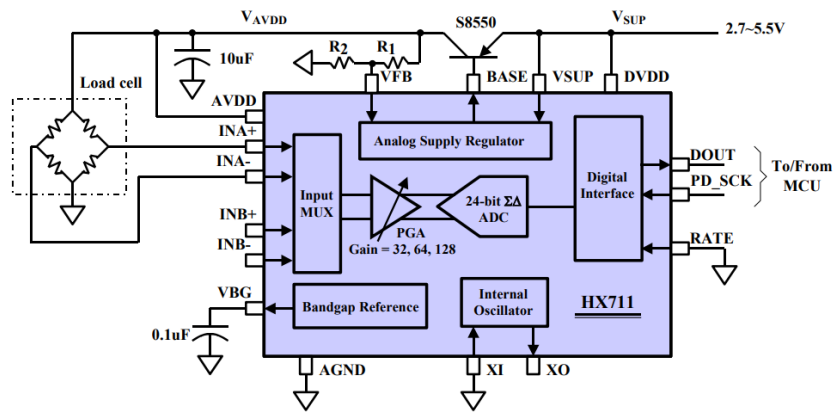 V_AVDD
S8550
V_SUP
2.7~5.5V
10uF
R2
R1
Load cell
VFB
BASE
VSUP
DVDD
AVDD
INA+
INA-
INB+
INB-
VBG
0.1uF
Analog Supply Regulator
Input
MUX
PGA
Gain = 32, 64, 128
24-bit ΣΔ
ADC
Digital
Interface
DOUT
PD_SCK
To/From
MCU
RATE
Bandgap Reference
Internal
Oscillator
HX711
AGND
XI
XO